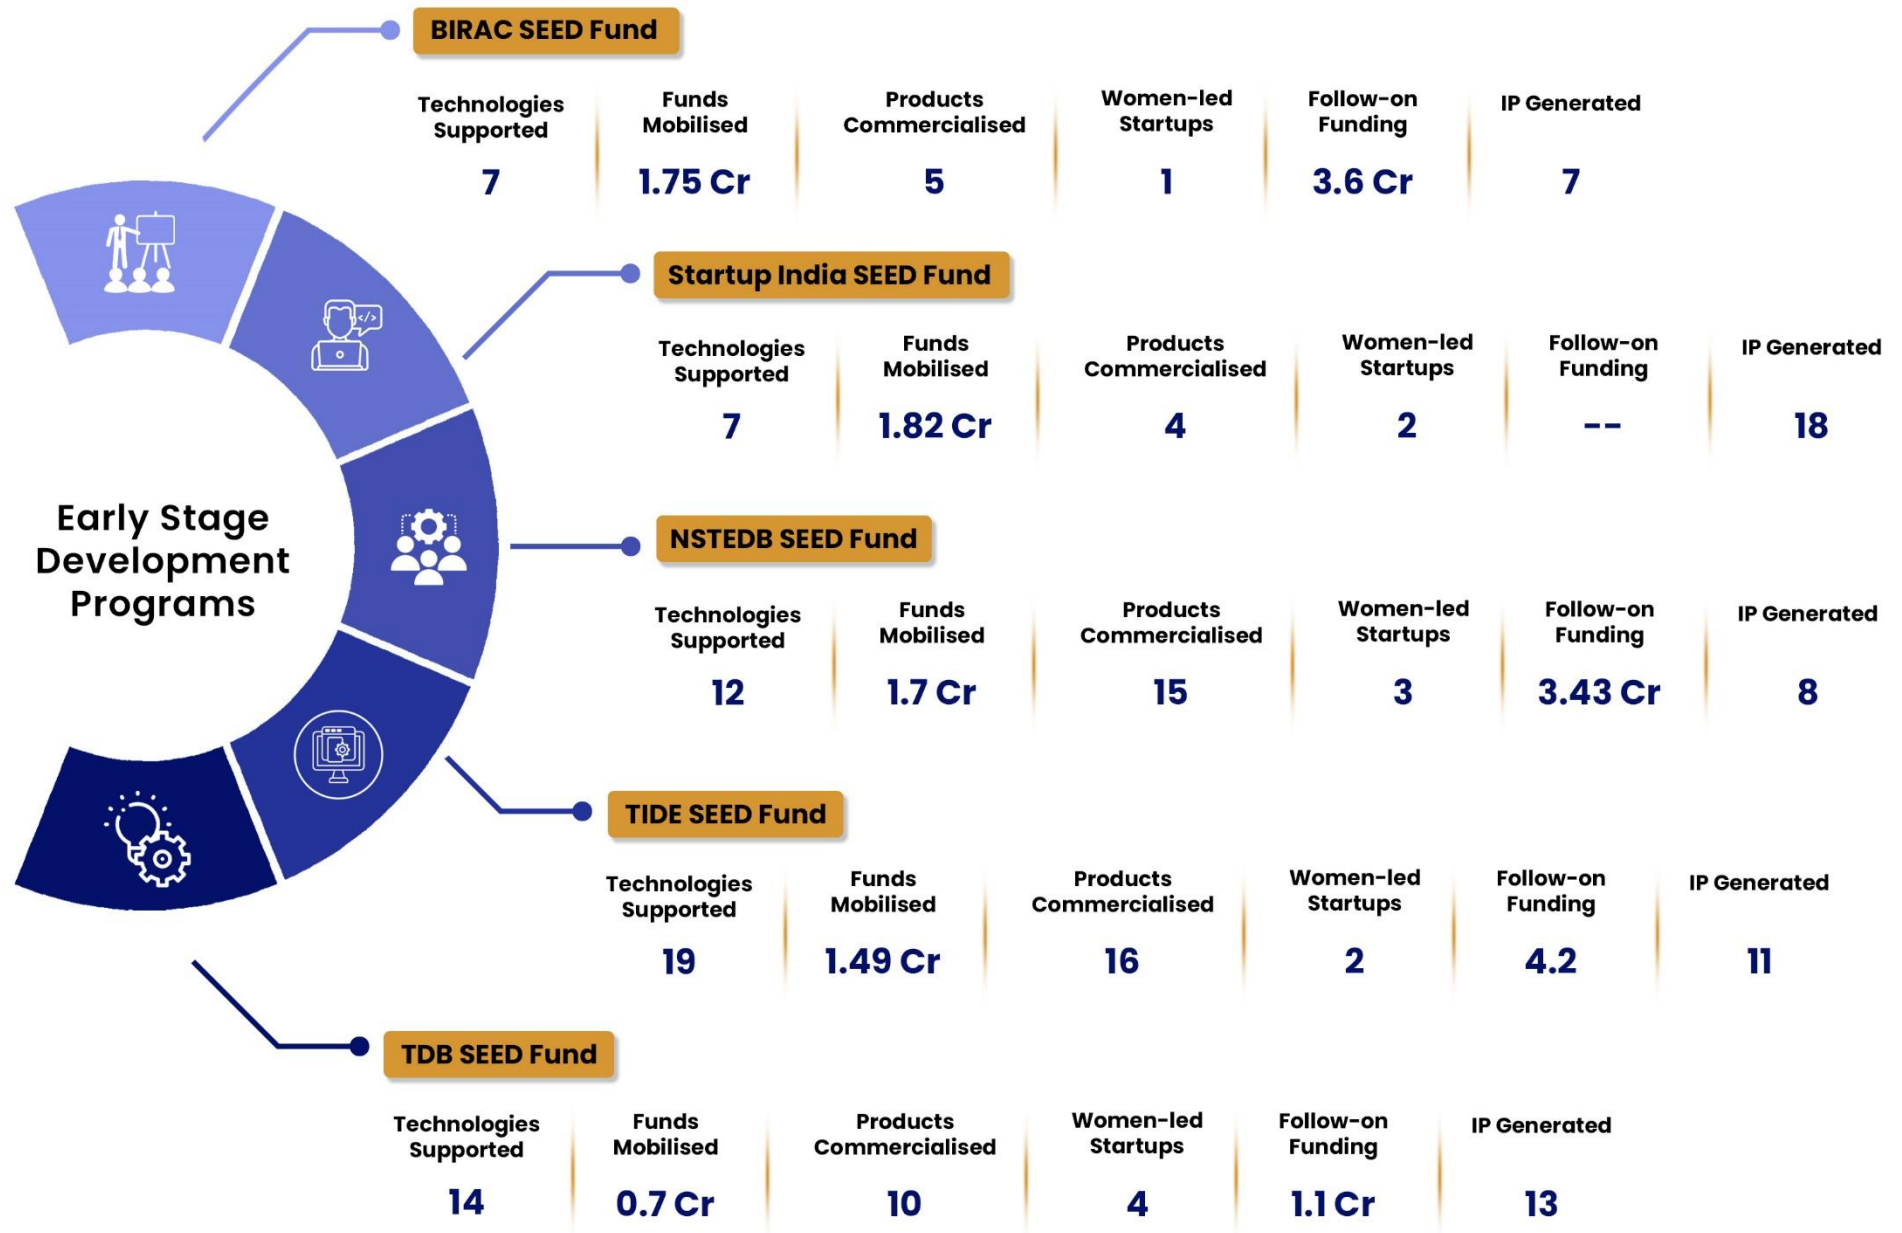 BIRAC SEED Fund
Technologies
Supported
7
Funds
Mobilised
1.75 Cr
Products
Commercialised
5
Women-led
Startups
1
Follow-on
Funding
3.6 Cr
IP Generated
7
Startup India SEED Fund
Technologies
Supported
7
Funds
Mobilised
1.82 Cr
Products
Commercialised
4
Women-led
Startups
2
Follow-on
Funding
--
IP Generated
18
Early Stage
Development
Programs
NSTEDB SEED Fund
Technologies
Supported
12
Funds
Mobilised
1.7 Cr
Products
Commercialised
15
Women-led
Startups
3
Follow-on
Funding
3.43 Cr
IP Generated
8
TIDE SEED Fund
Technologies
Supported
19
Funds
Mobilised
1.49 Cr
Products
Commercialised
16
Women-led
Startups
2
Follow-on
Funding
4.2
IP Generated
11
TDB SEED Fund
Technologies
Supported
14
Funds
Mobilised
0.7 Cr
Products
Commercialised
10
Women-led
Startups
4
Follow-on
Funding
1.1 Cr
IP Generated
13